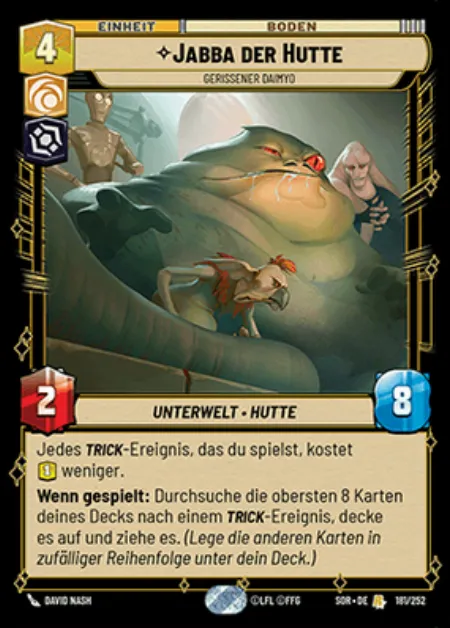 4
EINHEIT
BODEN
JABBA DER HUTTE
GERISSENER DAIMYO
2
UNTERWELT • HUTTE
8
Jedes TRICK-Ereignis, das du spielst, kostet
1 weniger.
Wenn gespielt: Durchsuche die obersten 8 Karten
deines Decks nach einem TRICK-Ereignis, decke
es auf und ziehe es. (Lege die anderen Karten in
zufälliger Reihenfolge unter dein Deck.)
DAVID NASH
©LFL ©FFG
SOR • DE
R
181/252